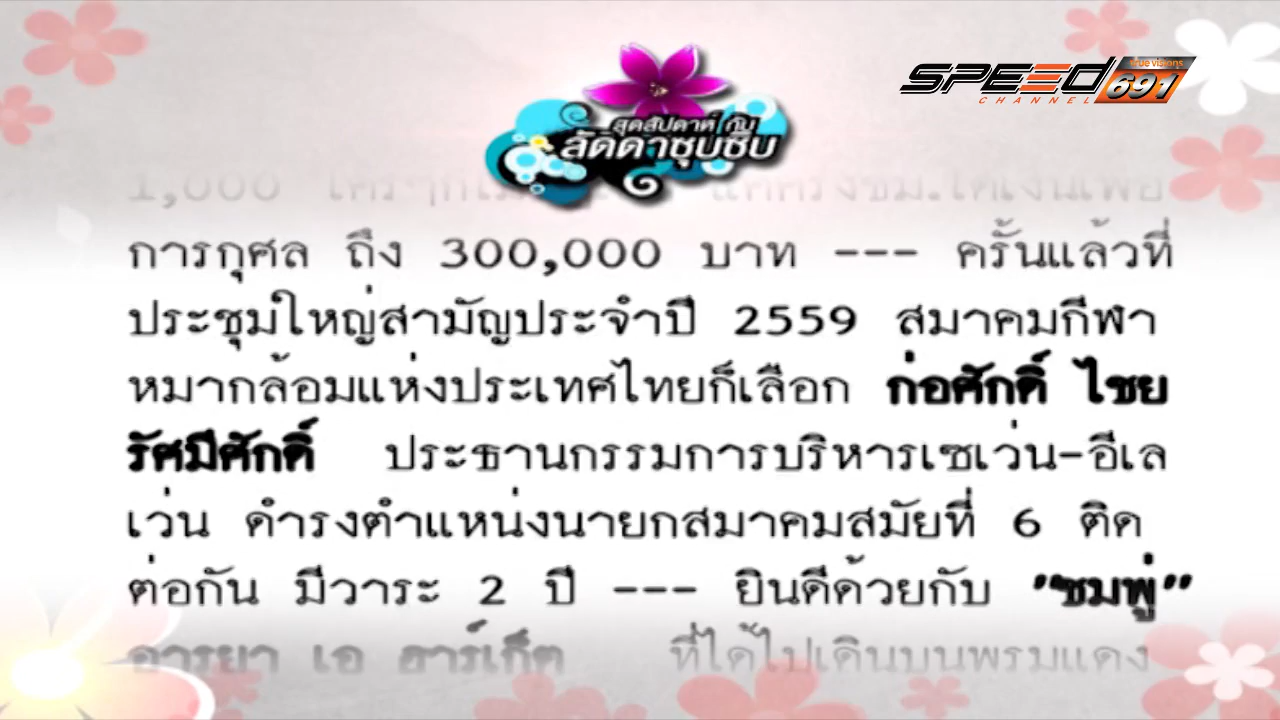 SPEED
CHANNEL
true visions
691
สุดสัปดาห์ กับ
ลัดดาซุบซิบ
1,000
การกุศล ถึง 300,000 บาท --- ครั้นแล้วที่
ประชุมใหญ่สามัญประจำปี 2559 สมาคมกีฬา
หมากล้อมแห่งประเทศไทยก็เลือก ก่อศักดิ์ ไชย
รัศมีศักดิ์ ประธานกรรมการบริหารเซเว่น-อีเล
เว่น ดำรงตำแหน่งนายกสมาคมสมัยที่ 6 ติด
ต่อกัน มีวาระ 2 ปี --- ยินดีด้วยกับ "ชมพู่"
อารยา เอ ฮาร์เก็ต ที่ได้ไปเดินบนพรมแดง